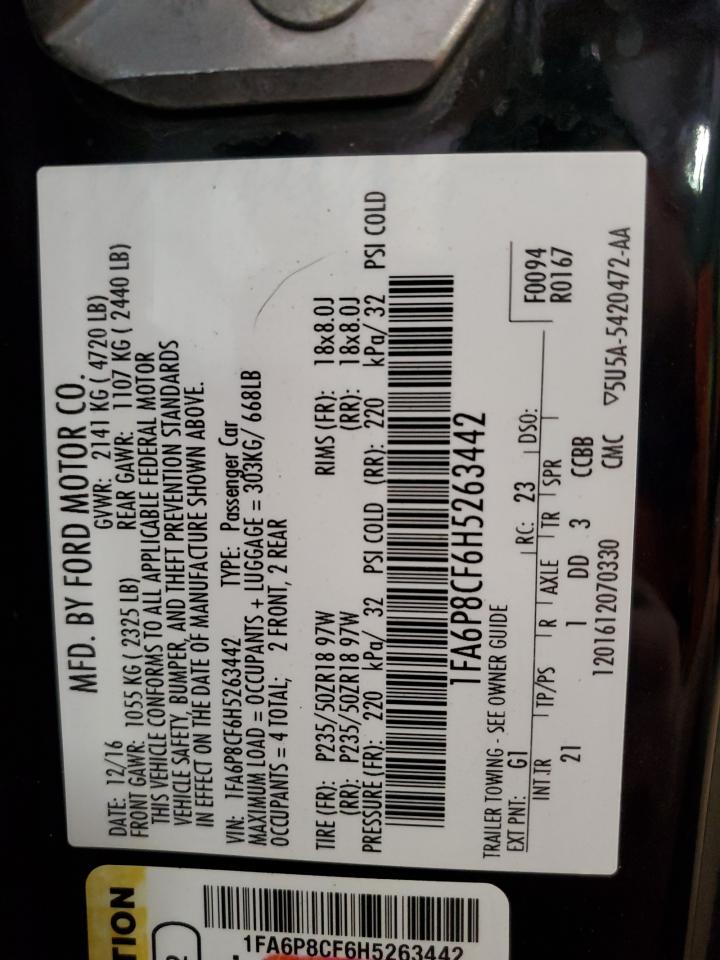 MFD. BY FORD MOTOR CO.
DATE: 12/16 GVWR: 2141 KG ( 4720 LB)
FRONT GAWR: 1055 KG ( 2325 LB) REAR GAWR: 1107 KG ( 2440 LB)
THIS VEHICLE CONFORMS TO ALL APPLICABLE FEDERAL MOTOR
VEHICLE SAFETY, BUMPER, AND THEFT PREVENTION STANDARDS
IN EFFECT ON THE DATE OF MANUFACTURE SHOWN ABOVE.
VIN: 1FA6P8CF6H5263442 TYPE: Passenger Car
MAXIMUM LOAD = OCCUPANTS + LUGGAGE = 303KG/ 668LB
OCCUPANTS = 4 TOTAL; 2 FRONT, 2 REAR
TIRE (FR): P235/50ZR18 97W RIMS (FR): 18x8.0J
(RR): P235/50ZR18 97W (RR): 18x8.0J
PRESSURE (FR): 220 kPa/ 32 PSI COLD (RR): 220 kPa/ 32 PSI COLD
1FA6P8CF6H5263442
TRAILER TOWING - SEE OWNER GUIDE
EXT PNT: G1 RC: 23 DSO: F0094
R0167
INT TR TP/PS R AXLE TR SPR
21 1 DD 3 CCBB
1201612070330 CMC ▽5U5A-5420472-AA
TION
1FA6P8CF6H5263442